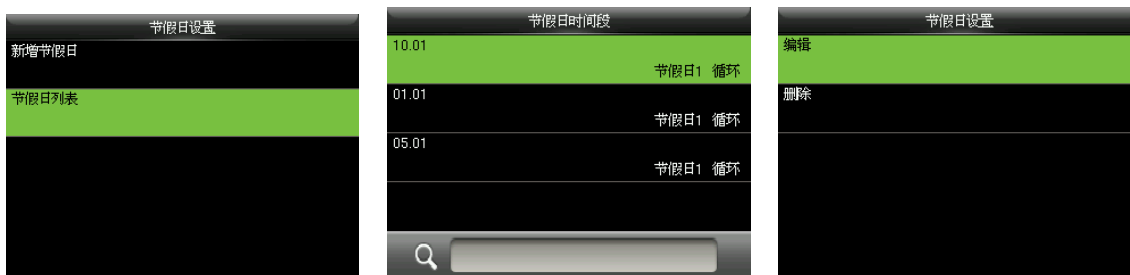 节假日设置
新增节假日
节假日列表
节假日时间段
10.01
节假日1 循环
01.01
节假日1 循环
05.01
节假日1 循环
节假日设置
编辑
删除